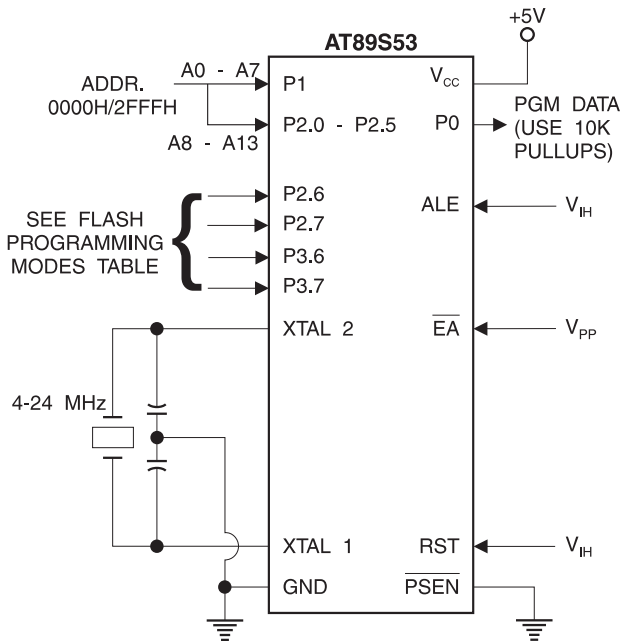 +5V
AT89S53
ADDR.
0000H/2FFFH
A0 - A7
P1
A8 - A13
P2.0 - P2.5
SEE FLASH
PROGRAMMING
MODES TABLE
P2.6
P2.7
P3.6
P3.7
XTAL 2
4-24 MHz
XTAL 1
GND
VCC
P0
PGM DATA
(USE 10K
PULLUPS)
ALE
VIH
EA
VPP
RST
VIH
PSEN